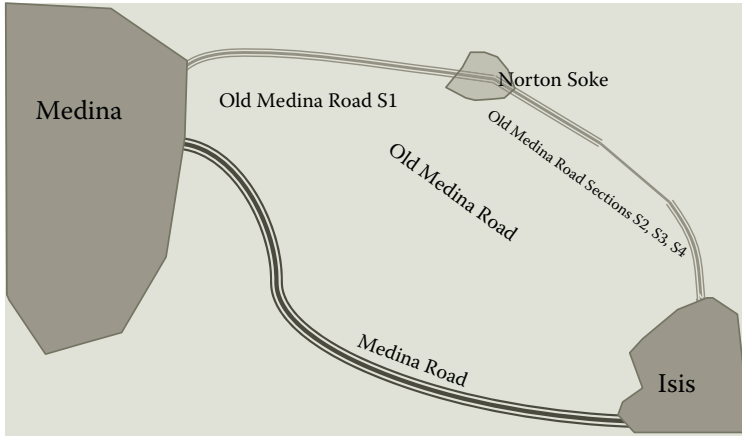 Norton Soke
Medina
Old Medina Road S1
Old Medina Road Sections S2, S3, S4
Old Medina Road
Medina Road
Isis